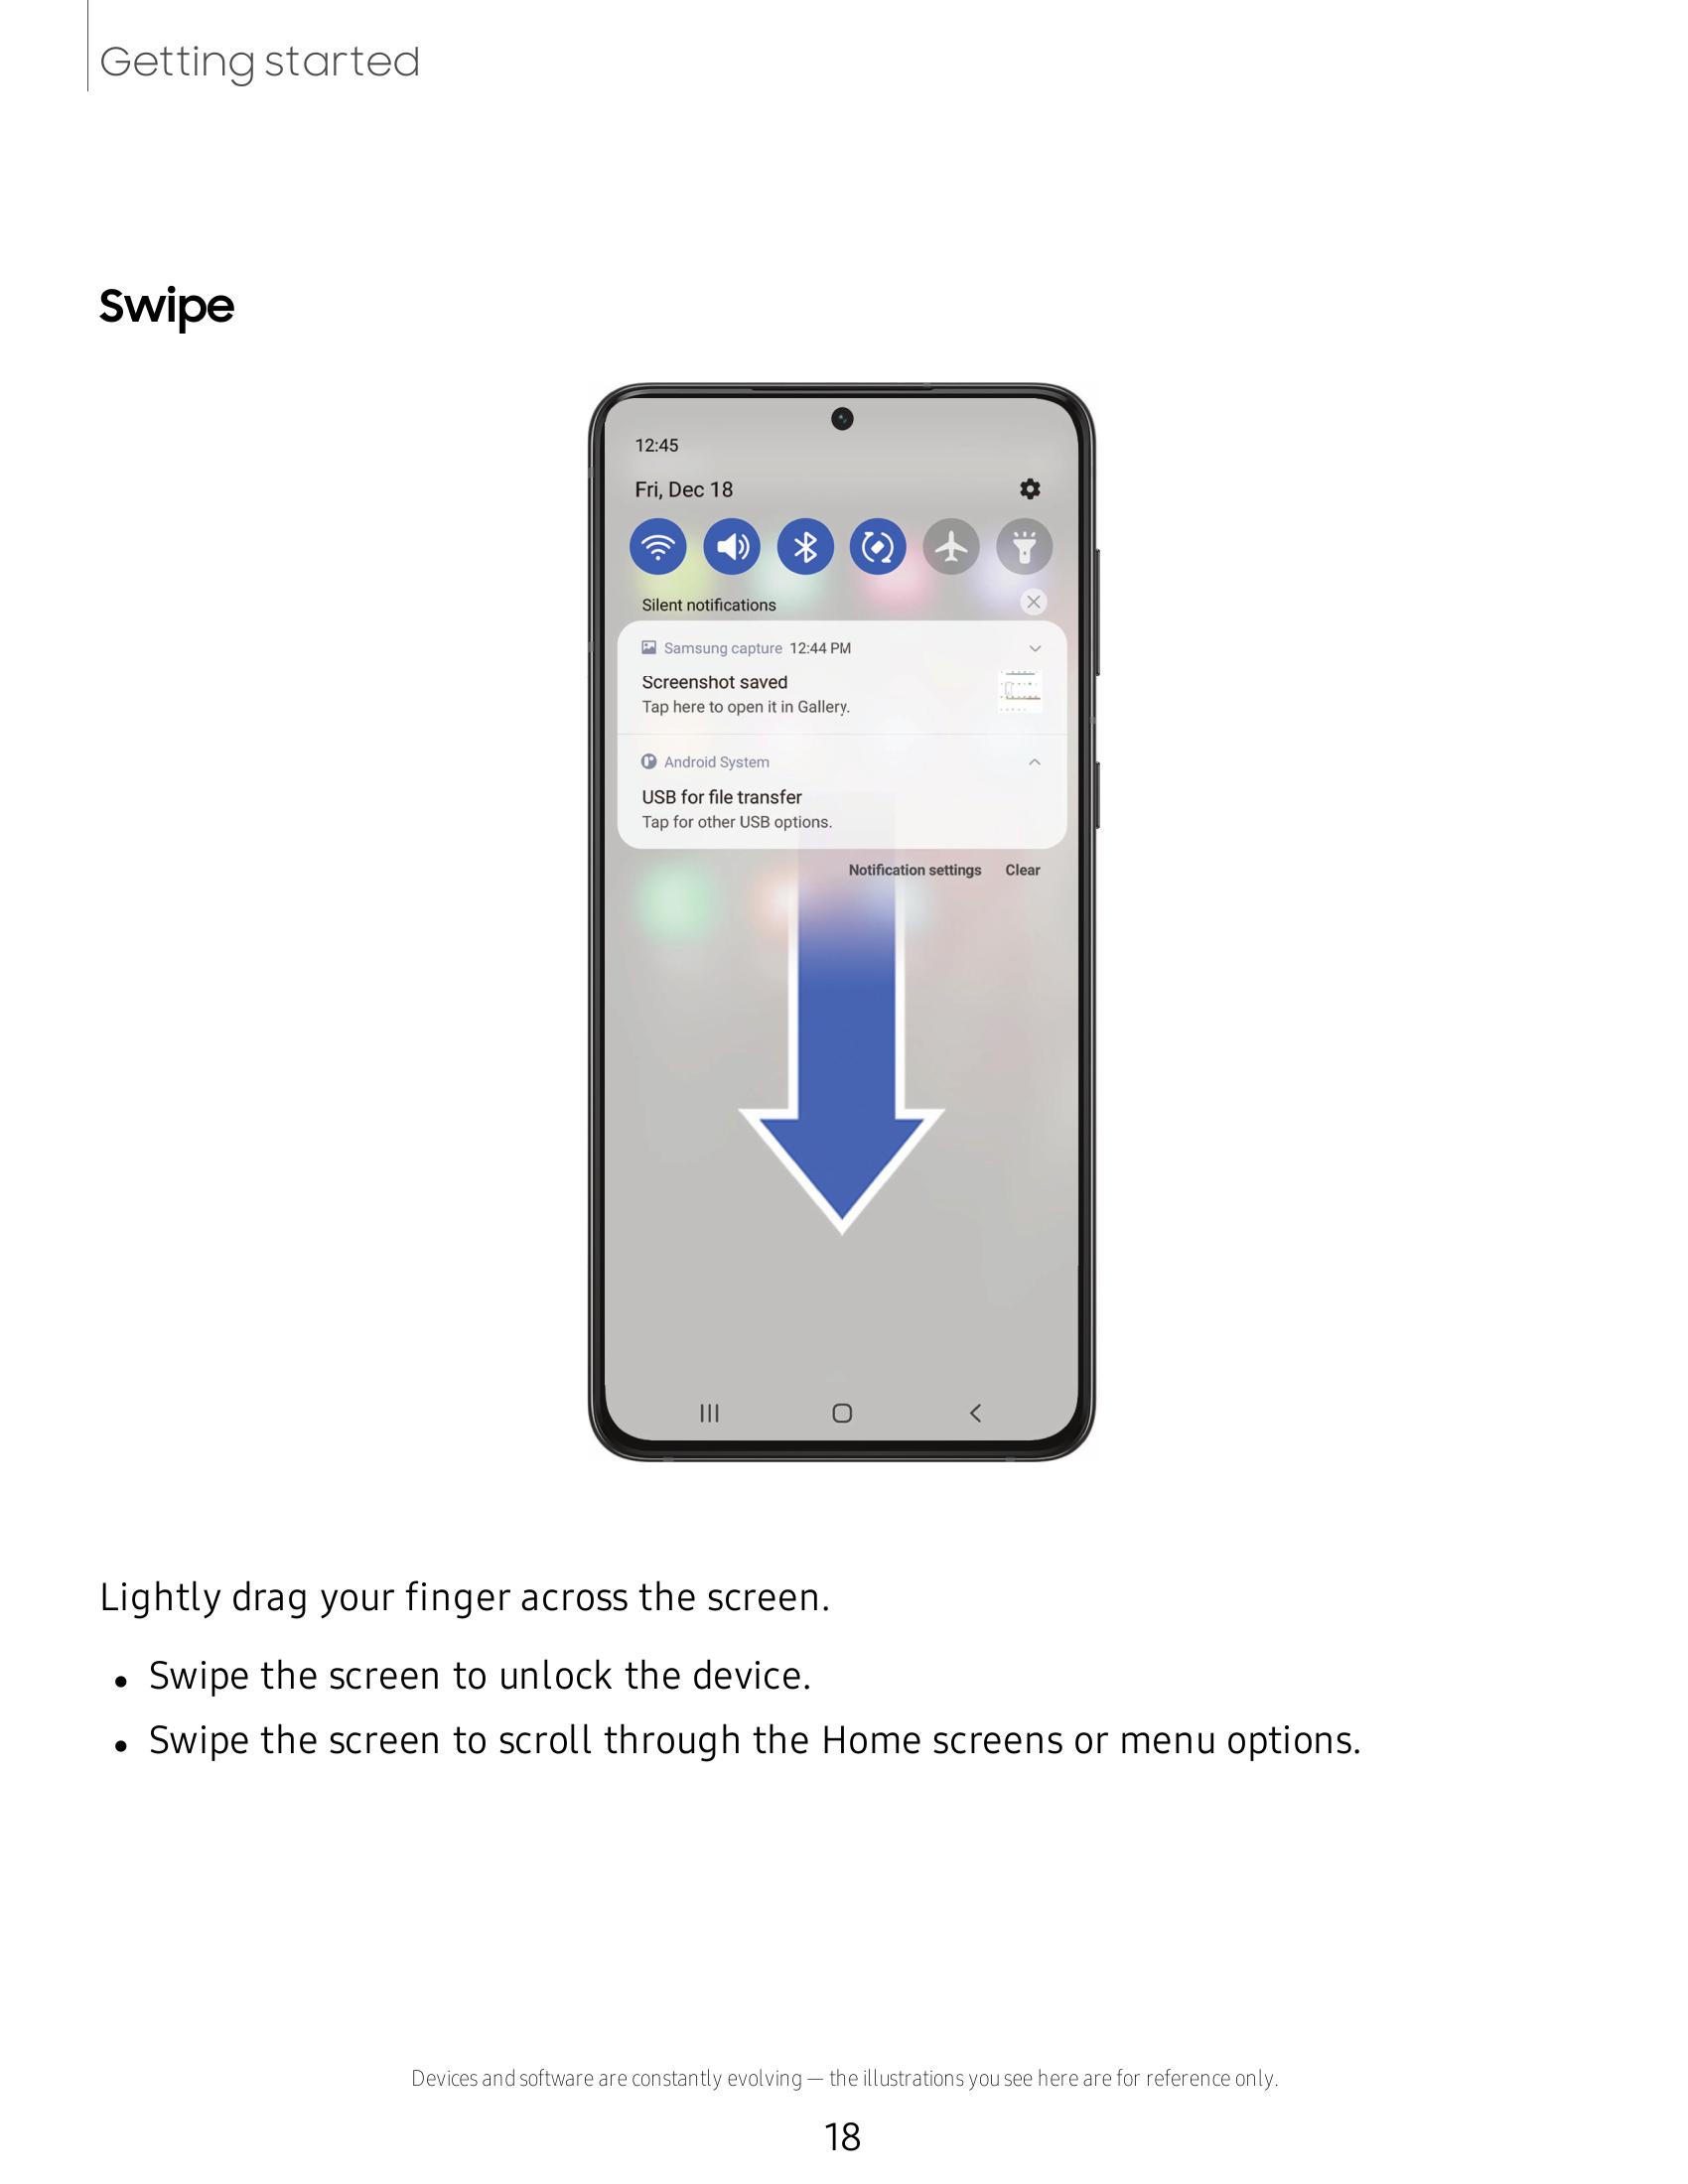 Getting started
Swipe
12:45
Fri, Dec 18
Silent notifications
Samsung capture 12:44 PM
Screenshot saved
Tap here to open it in Gallery.
Android System
USB for file transfer
Tap for other USB options.
Notification settings Clear
Lightly drag your finger across the screen.
• Swipe the screen to unlock the device.
• Swipe the screen to scroll through the Home screens or menu options.
Devices and software are constantly evolving — the illustrations you see here are for reference only.
18